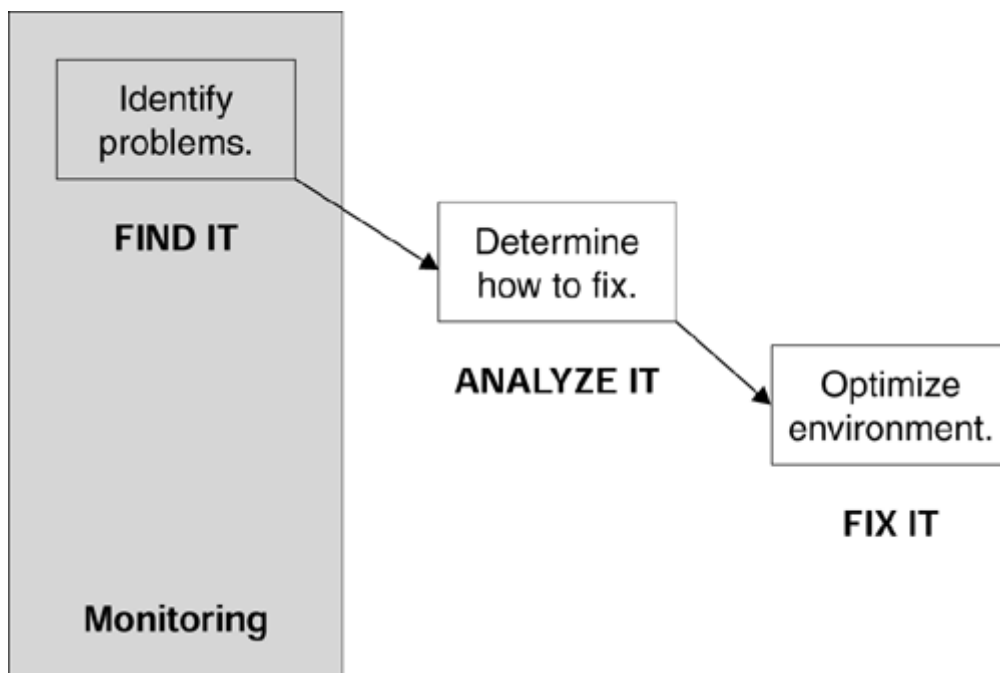 Identify
problems.
FIND IT
Determine
how to fix.
ANALYZE IT
Optimize
environment.
FIX IT
Monitoring